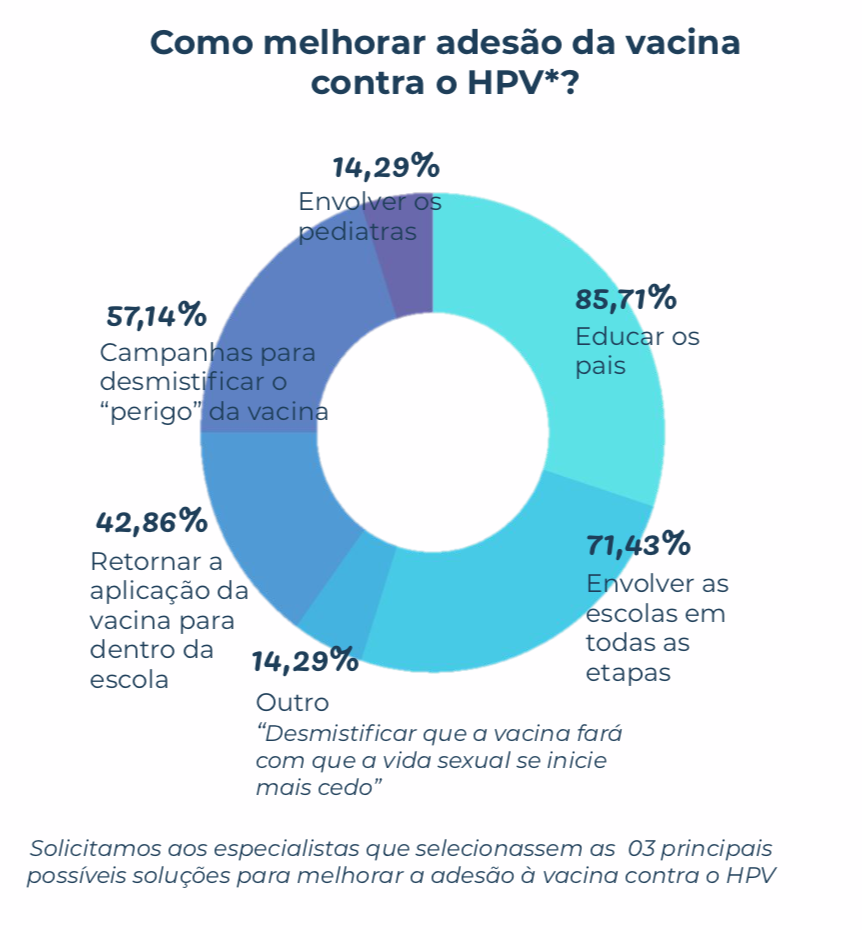 Como melhorar adesão da vacina
contra o HPV*?
14,29%
Envolver os
pediatras
85,71%
Educar os
pais
57,14%
Campanhas para
desmistificar o
“perigo” da vacina
42,86%
Retornar a
aplicação da
vacina para
dentro da
escola
71,43%
Envolver as
escolas em
todas as
etapas
14,29%
Outro
“Desmistificar que a vacina fará
com que a vida sexual se inicie
mais cedo”
Solicitamos aos especialistas que selecionassem as 03 principais
possíveis soluções para melhorar a adesão à vacina contra o HPV